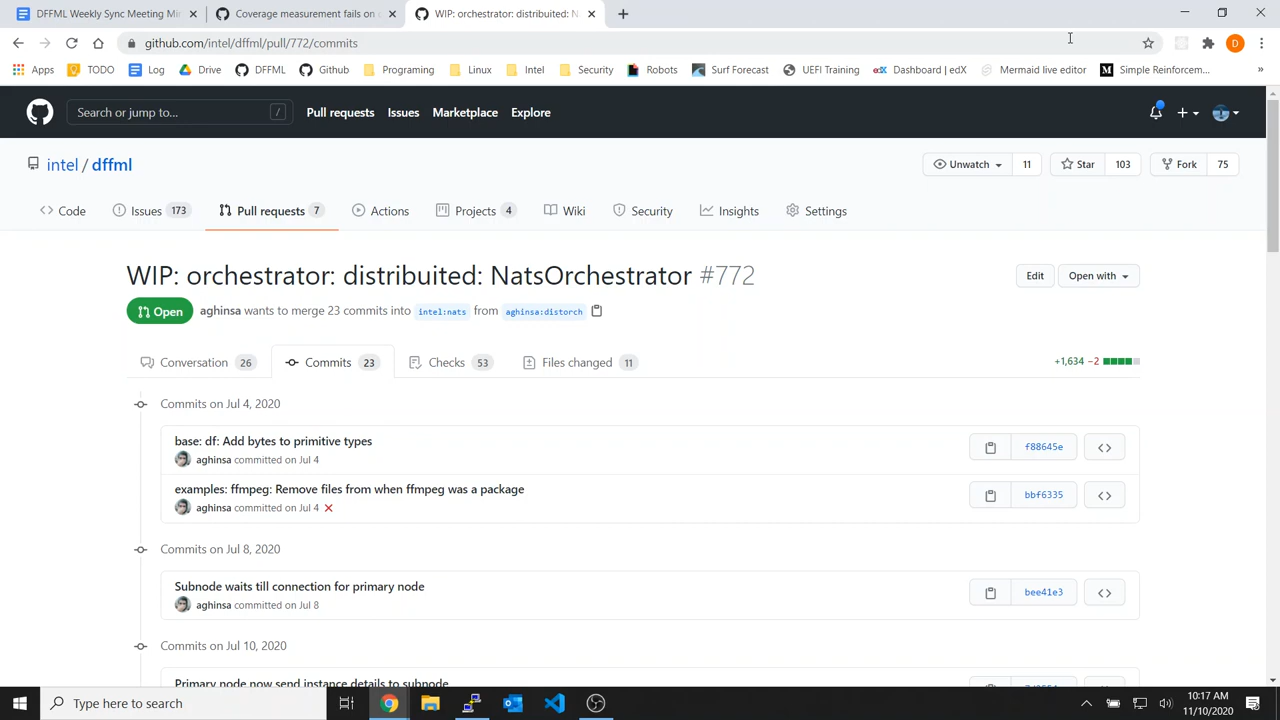 DFFML Weekly Sync Meeting Mi
Coverage measurement fails on e
WIP: orchestrator: distribuited: N
github.com/intel/dffml/pull/772/commits
D
Apps
TODO
Log
Drive
DFFML
Github
Programing
Linux
Intel
Security
Robots
Surf Forecast
UEFI Training
edX
Dashboard | edX
Mermaid live editor
M
Simple Reinforcem...
»
Search or jump to...
/
Pull requests
Issues
Marketplace
Explore
intel / dffml
Unwatch
11
Star
103
Fork
75
Code
Issues 173
Pull requests 7
Actions
Projects 4
Wiki
Security
Insights
Settings
WIP: orchestrator: distribuited: NatsOrchestrator #772
Edit
Open with
Open
aghinsa wants to merge 23 commits into intel:nats from aghinsa:distorch
Conversation 26
Commits 23
Checks 53
Files changed 11
+1,634 −2
Commits on Jul 4, 2020
base: df: Add bytes to primitive types
aghinsa committed on Jul 4
f88645e
examples: ffmpeg: Remove files from when ffmpeg was a package
aghinsa committed on Jul 4
bbf6335
Commits on Jul 8, 2020
Subnode waits till connection for primary node
aghinsa committed on Jul 8
bee41e3
Commits on Jul 10, 2020
Primary node now send instance details to subnode
Type here to search
10:17 AM
11/10/2020